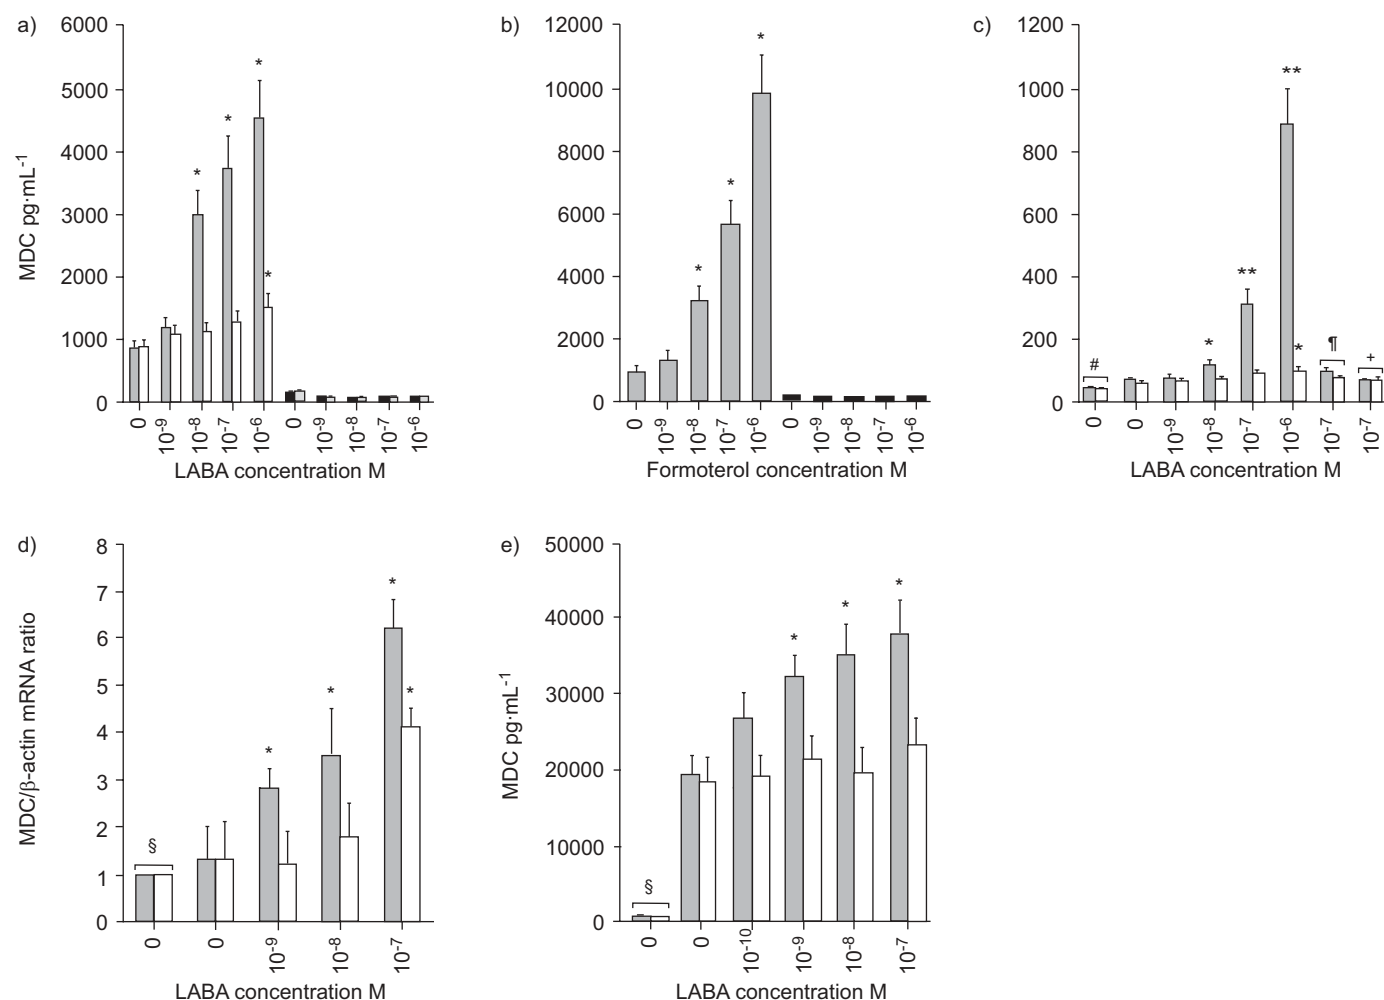 a)
MDC pg·mL⁻¹
6000
5000
4000
3000
2000
1000
0
* * * * *
0 10⁻⁹ 10⁻⁸ 10⁻⁷ 10⁻⁶ 0 10⁻⁹ 10⁻⁸ 10⁻⁷ 10⁻⁶
LABA concentration M
b)
12000
10000
8000
6000
4000
2000
0
* * *
0 10⁻⁹ 10⁻⁸ 10⁻⁷ 10⁻⁶ 0 10⁻⁹ 10⁻⁸ 10⁻⁷ 10⁻⁶
Formoterol concentration M
c)
1200
1000
800
600
400
200
0
# * ** ** * ¶ +
0 0 10⁻⁹ 10⁻⁸ 10⁻⁷ 10⁻⁶ 10⁻⁷ 10⁻⁷
LABA concentration M
d)
MDC/β-actin mRNA ratio
8
7
6
5
4
3
2
1
0
§ * * * *
0 0 10⁻⁹ 10⁻⁸ 10⁻⁷
LABA concentration M
e)
MDC pg·mL⁻¹
50000
40000
30000
20000
10000
0
§ * * *
0 0 10⁻¹⁰ 10⁻⁹ 10⁻⁸ 10⁻⁷
LABA concentration M